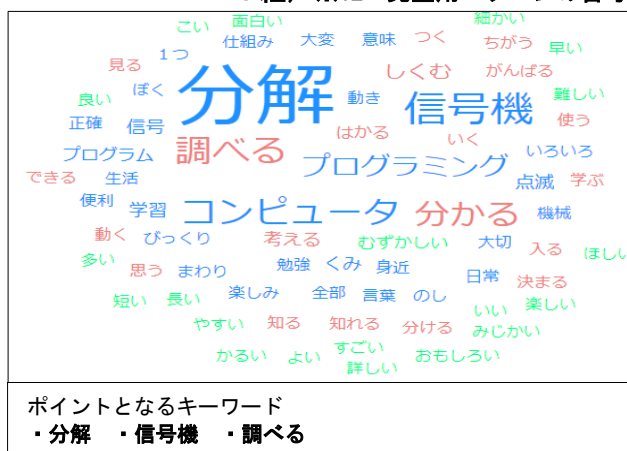 こい 面白い 細かい
1つ 仕組み 大変 意味 つく ちがう 早い
見る しくむ がんばる
良い ぼく 分解 動き 信号機 難しい
正確 信号 はかる 使う
プログラム 調べる いく いろいろ
できる 生活 プログラミング 点滅 学ぶ
便利 学習 コンピュータ 分かる 機械
動く びっくり 考える むずかしい 大切 入る ほしい
多い 思う まわり 勉強 くみ 身近 日常 決まる
短い 長い 楽しみ 全部 言葉 のし いい 楽しい
やすい 知る 知れる 分ける みじかい
かるい よい すごい おもしろい
詳しい
ポイントとなるキーワード
・分解 ・信号機 ・調べる